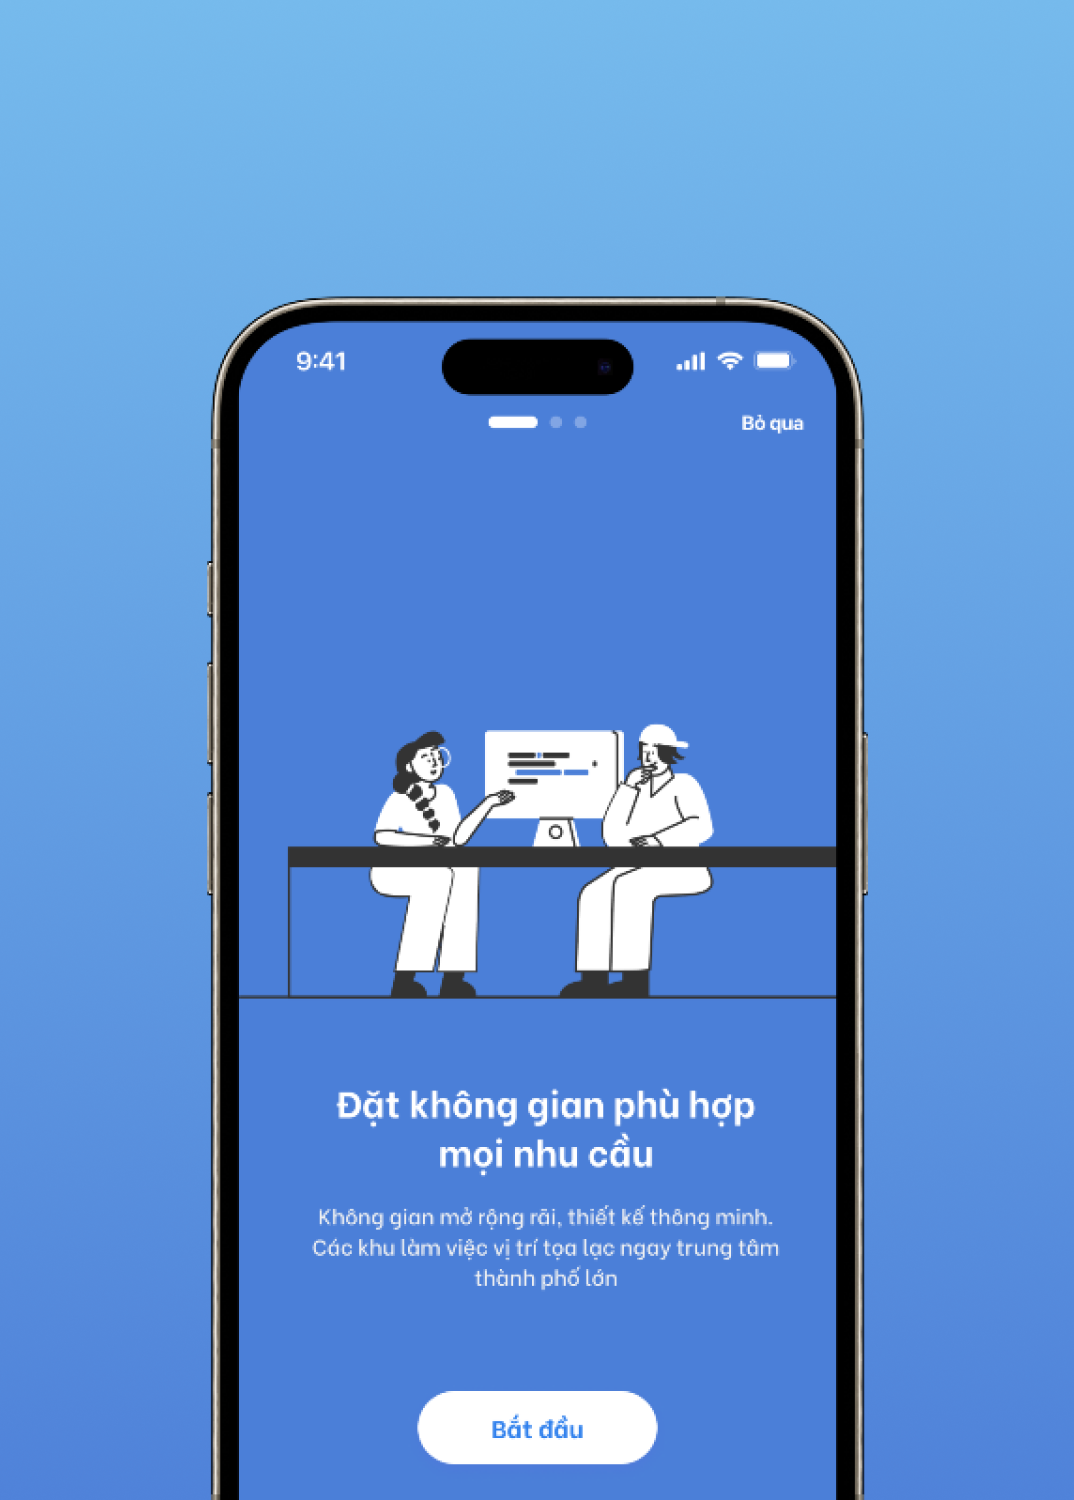 9:41
Bỏ qua
Đặt không gian phù hợp
mọi nhu cầu
Không gian mở rộng rãi, thiết kế thông minh.
Các khu làm việc vị trí tọa lạc ngay trung tâm
thành phố lớn
Bắt đầu